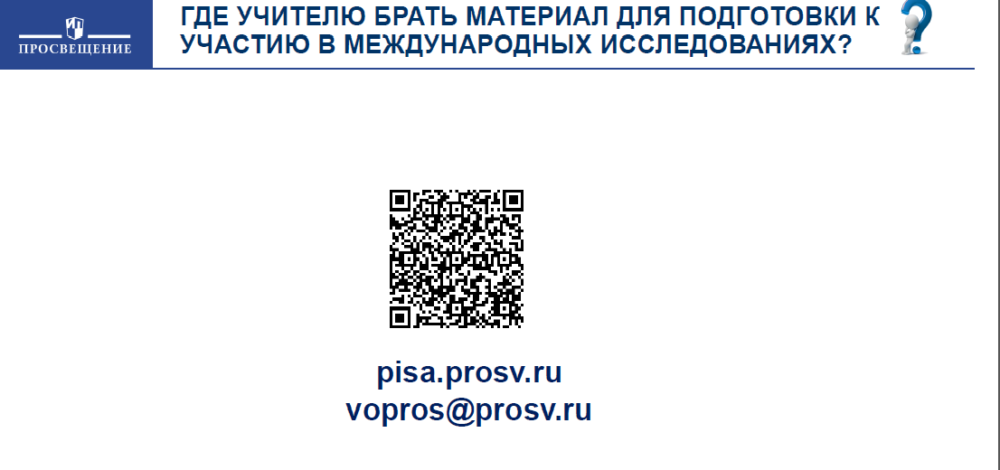 ПРОСВЕЩЕНИЕ
ГДЕ УЧИТЕЛЮ БРАТЬ МАТЕРИАЛ ДЛЯ ПОДГОТОВКИ К
УЧАСТИЮ В МЕЖДУНАРОДНЫХ ИССЛЕДОВАНИЯХ?
pisa.prosv.ru
vopros@prosv.ru